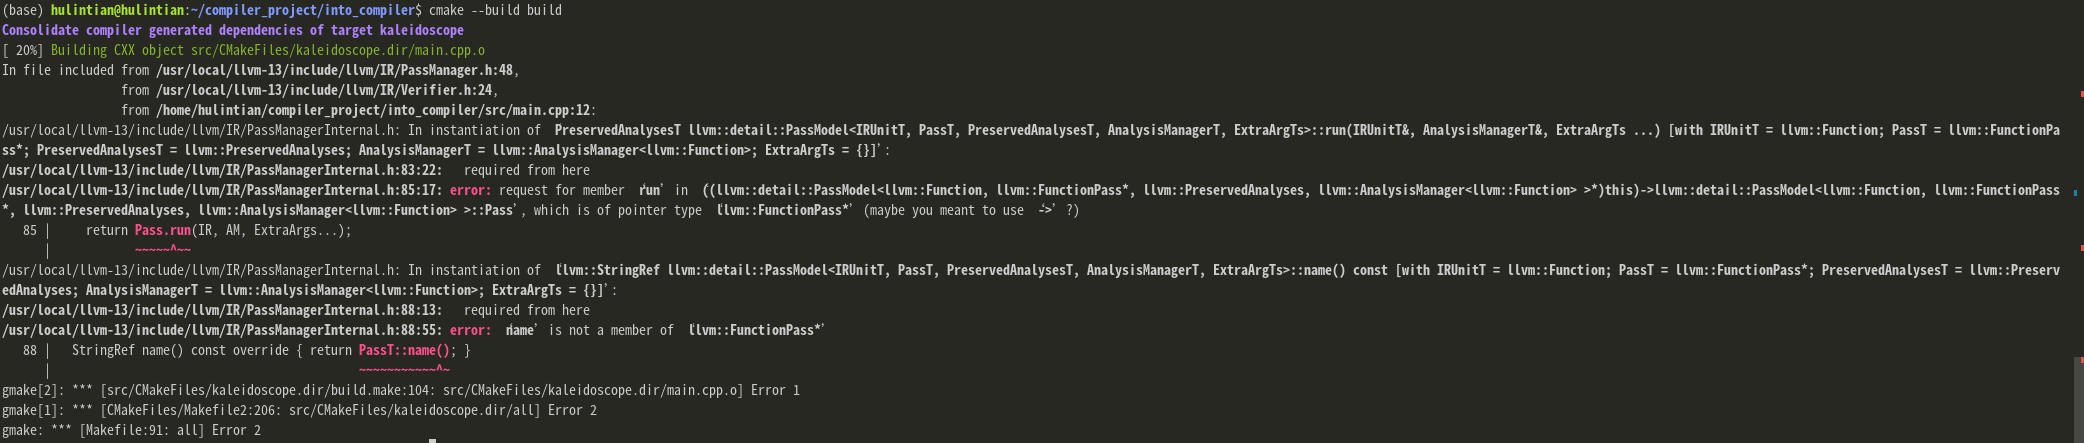 (base) hulintian@hulintian:~/compiler_project/into_compiler$ cmake --build build
Consolidate compiler generated dependencies of target kaleidoscope
[ 20%] Building CXX object src/CMakeFiles/kaleidoscope.dir/main.cpp.o
In file included from /usr/local/llvm-13/include/llvm/IR/PassManager.h:48,
                 from /usr/local/llvm-13/include/llvm/IR/Verifier.h:24,
                 from /home/hulintian/compiler_project/into_compiler/src/main.cpp:12:
/usr/local/llvm-13/include/llvm/IR/PassManagerInternal.h: In instantiation of ‘PreservedAnalysesT llvm::detail::PassModel<IRUnitT, PassT, PreservedAnalysesT, AnalysisManagerT, ExtraArgTs>::run(IRUnitT&, AnalysisManagerT&, ExtraArgTs ...) [with IRUnitT = llvm::Function; PassT = llvm::FunctionPa
ss*; PreservedAnalysesT = llvm::PreservedAnalyses; AnalysisManagerT = llvm::AnalysisManager<llvm::Function>; ExtraArgTs = {}]’:
/usr/local/llvm-13/include/llvm/IR/PassManagerInternal.h:83:22:   required from here
/usr/local/llvm-13/include/llvm/IR/PassManagerInternal.h:85:17: error: request for member ‘run’ in ‘((llvm::detail::PassModel<llvm::Function, llvm::FunctionPass*, llvm::PreservedAnalyses, llvm::AnalysisManager<llvm::Function> >*)this)->llvm::detail::PassModel<llvm::Function, llvm::FunctionPass
*, llvm::PreservedAnalyses, llvm::AnalysisManager<llvm::Function> >::Pass’, which is of pointer type ‘llvm::FunctionPass*’ (maybe you meant to use ‘->’ ?)
   85 |     return Pass.run(IR, AM, ExtraArgs...);
      |            ~~~~~^~~
/usr/local/llvm-13/include/llvm/IR/PassManagerInternal.h: In instantiation of ‘llvm::StringRef llvm::detail::PassModel<IRUnitT, PassT, PreservedAnalysesT, AnalysisManagerT, ExtraArgTs>::name() const [with IRUnitT = llvm::Function; PassT = llvm::FunctionPass*; PreservedAnalysesT = llvm::Preserv
edAnalyses; AnalysisManagerT = llvm::AnalysisManager<llvm::Function>; ExtraArgTs = {}]’:
/usr/local/llvm-13/include/llvm/IR/PassManagerInternal.h:88:13:   required from here
/usr/local/llvm-13/include/llvm/IR/PassManagerInternal.h:88:55: error: ‘name’ is not a member of ‘llvm::FunctionPass*’
   88 |   StringRef name() const override { return PassT::name(); }
      |                                            ~~~~~~~~~~~^~
gmake[2]: *** [src/CMakeFiles/kaleidoscope.dir/build.make:104: src/CMakeFiles/kaleidoscope.dir/main.cpp.o] Error 1
gmake[1]: *** [CMakeFiles/Makefile2:206: src/CMakeFiles/kaleidoscope.dir/all] Error 2
gmake: *** [Makefile:91: all] Error 2